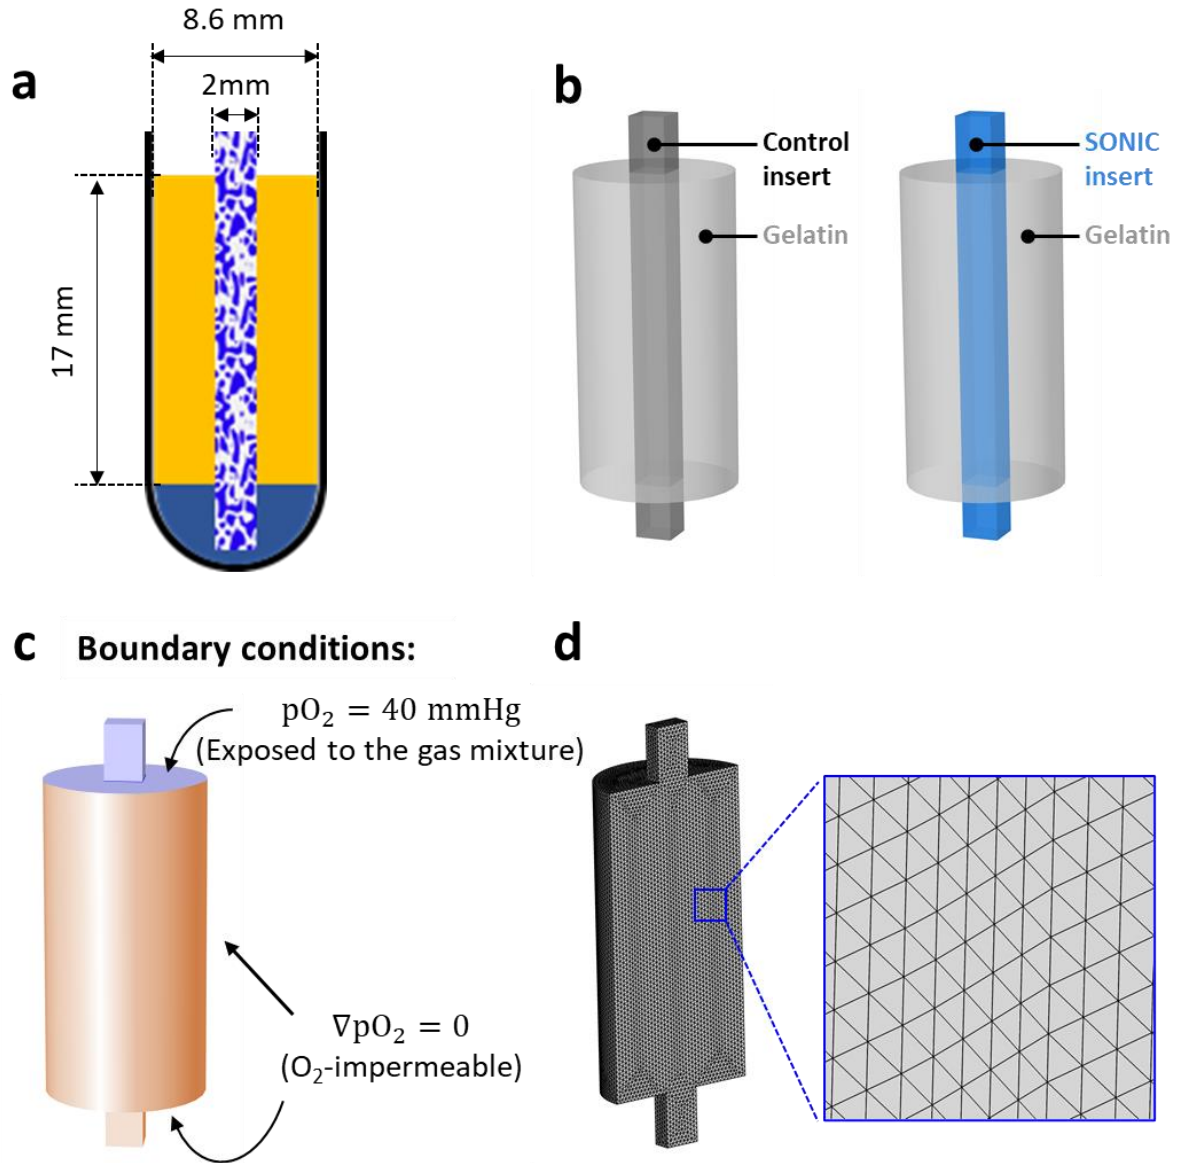 a
8.6 mm
2mm
17 mm
b
Control
insert
Gelatin
SONIC
insert
Gelatin
c
Boundary conditions:
pO₂ = 40 mmHg
(Exposed to the gas mixture)
∇pO₂ = 0
(O₂-impermeable)
d